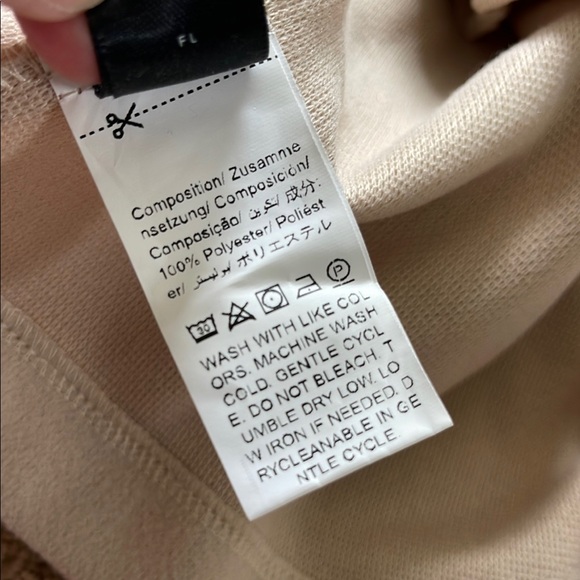 FL
Composition/ Zusamme
nsetzung/ Composición/
Composição/ تكوين/ 成分:
100% Polyester/ Poliést
er/ بوليستر/ ポリエステル
30 P
WASH WITH LIKE COL
ORS. MACHINE WASH
COLD. GENTLE CYCL
E. DO NOT BLEACH. T
UMBLE DRY LOW. LO
W IRON IF NEEDED. D
RYCLEANABLE IN GE
NTLE CYCLE.